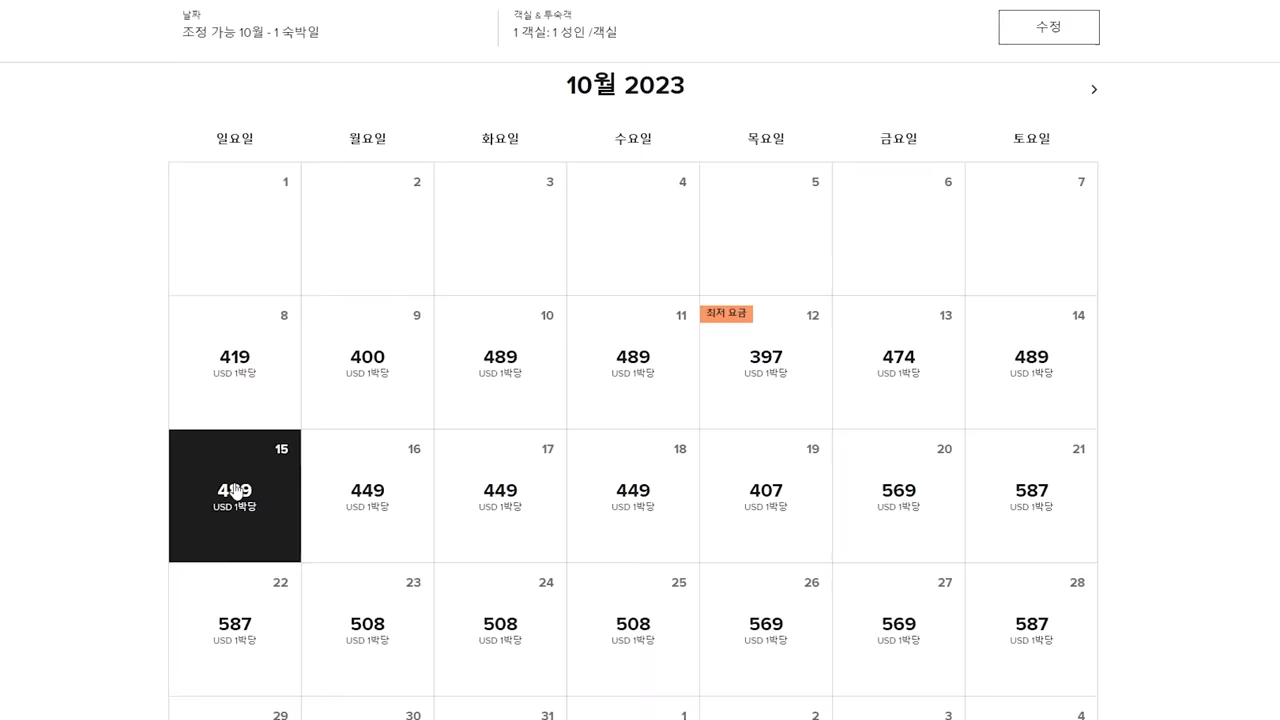 날짜
조정 가능 10월 - 1 숙박일
객실 & 투숙객
1 객실: 1 성인 /객실
수정
10월 2023
일요일 월요일 화요일 수요일 목요일 금요일 토요일
1 2 3 4 5 6 7
8 9 10 11 최저 요금 12 13 14
419 400 489 489 397 474 489
USD 1박당 USD 1박당 USD 1박당 USD 1박당 USD 1박당 USD 1박당 USD 1박당
15 16 17 18 19 20 21
449 449 449 407 569 587
USD 1박당 USD 1박당 USD 1박당 USD 1박당 USD 1박당 USD 1박당 USD 1박당
22 23 24 25 26 27 28
587 508 508 508 569 569 587
USD 1박당 USD 1박당 USD 1박당 USD 1박당 USD 1박당 USD 1박당 USD 1박당
29 30 31 1 2 3 4